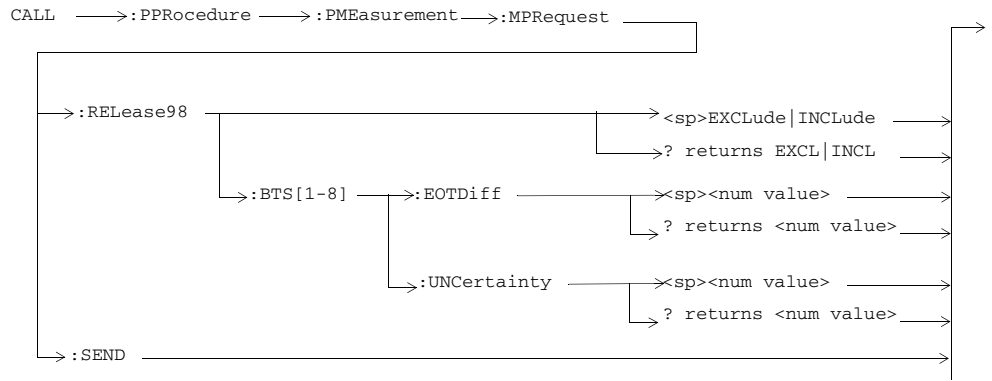 CALL :PPRocedure :PMEasurement :MPRequest
:RELease98
<sp>EXCLude|INCLude
? returns EXCL|INCL
:BTS[1-8] :EOTDiff <sp><num value>
? returns <num value>
:UNCertainty <sp><num value>
? returns <num value>
:SEND